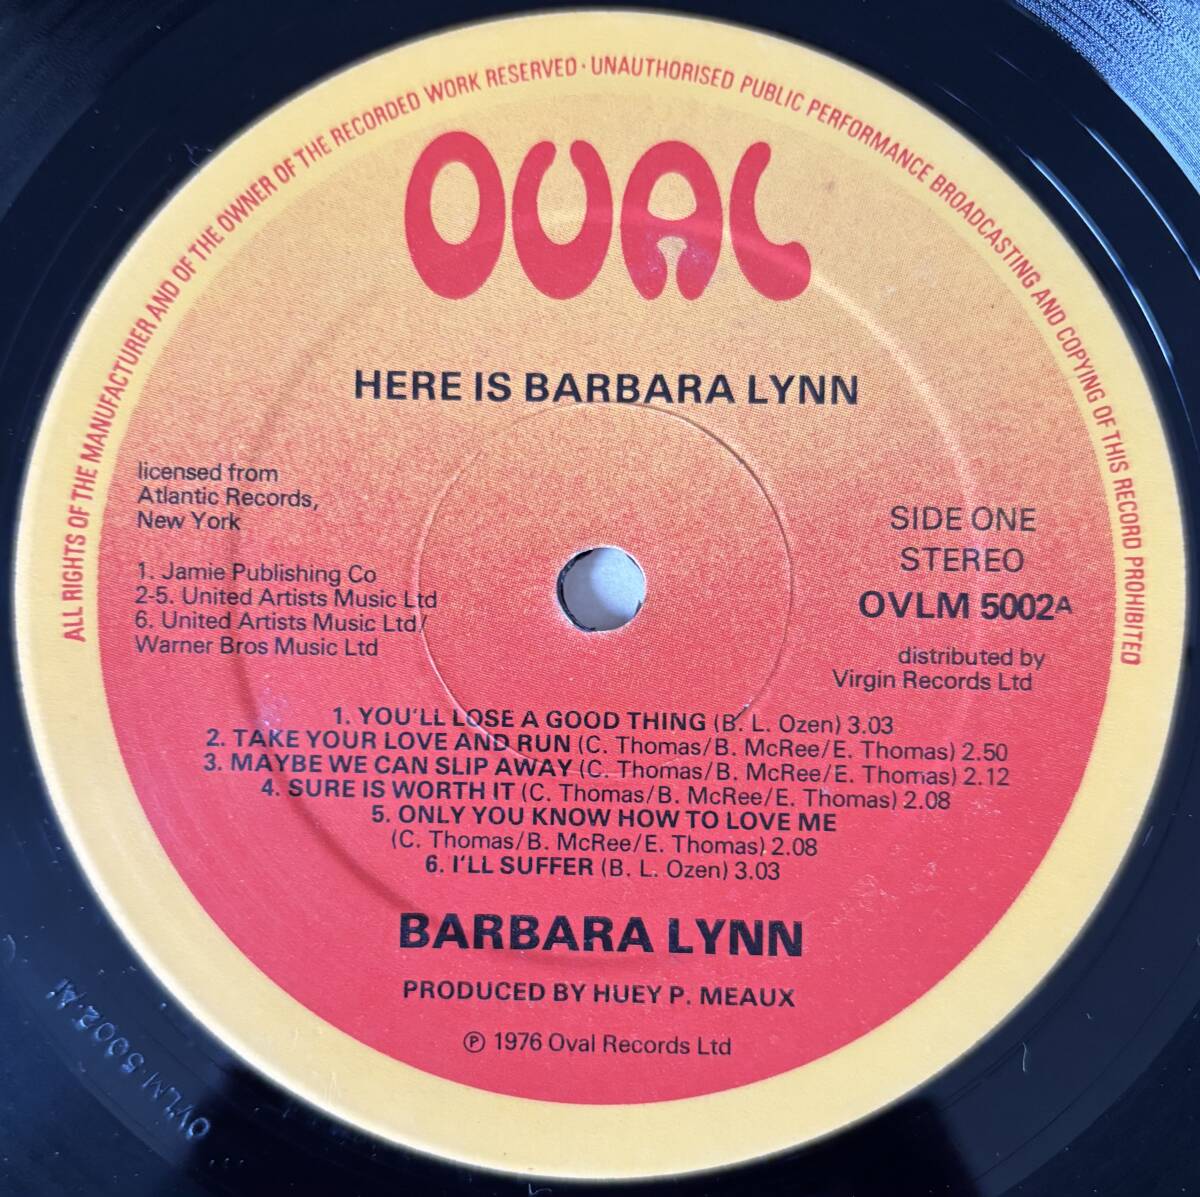 ALL RIGHTS OF THE MANUFACTURER AND OF THE OWNER OF THE RECORDED WORK RESERVED · UNAUTHORISED PUBLIC PERFORMANCE BROADCASTING AND COPYING OF THIS RECORD PROHIBITED
OVAL
HERE IS BARBARA LYNN
licensed from
Atlantic Records,
New York
1. Jamie Publishing Co
2-5. United Artists Music Ltd
6. United Artists Music Ltd/
Warner Bros Music Ltd
SIDE ONE
STEREO
OVLM 5002A
distributed by
Virgin Records Ltd
1. YOU'LL LOSE A GOOD THING (B. L. Ozen) 3.03
2. TAKE YOUR LOVE AND RUN (C. Thomas/B. McRee/E. Thomas) 2.50
3. MAYBE WE CAN SLIP AWAY (C. Thomas/B. McRee/E. Thomas) 2.12
4. SURE IS WORTH IT (C. Thomas/B. McRee/E. Thomas) 2.08
5. ONLY YOU KNOW HOW TO LOVE ME
(C. Thomas/B. McRee/E. Thomas) 2.08
6. I'LL SUFFER (B. L. Ozen) 3.03
BARBARA LYNN
PRODUCED BY HUEY P. MEAUX
℗ 1976 Oval Records Ltd
OVLM·5002·A1